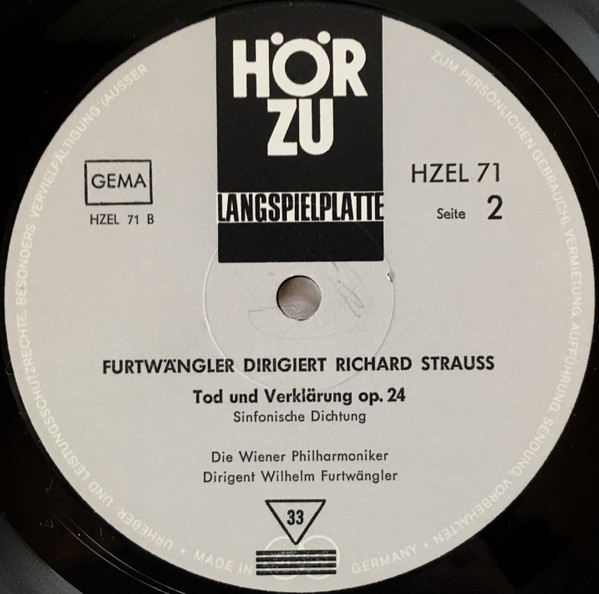 HÖR
ZU
LANGSPIELPLATTE
GEMA
HZEL 71 B
HZEL 71
Seite 2
FURTWÄNGLER DIRIGIERT RICHARD STRAUSS
Tod und Verklärung op. 24
Sinfonische Dichtung
Die Wiener Philharmoniker
Dirigent Wilhelm Furtwängler
33
URHEBER- UND LEISTUNGSSCHUTZRECHTE, BESONDERS VERVIELFÄLTIGUNG (AUSSER
ZUM PERSÖNLICHEN GEBRAUCH), VERMIETUNG, AUFFÜHRUNG, SENDUNG, VORBEHALTEN
• MADE IN GERMANY •